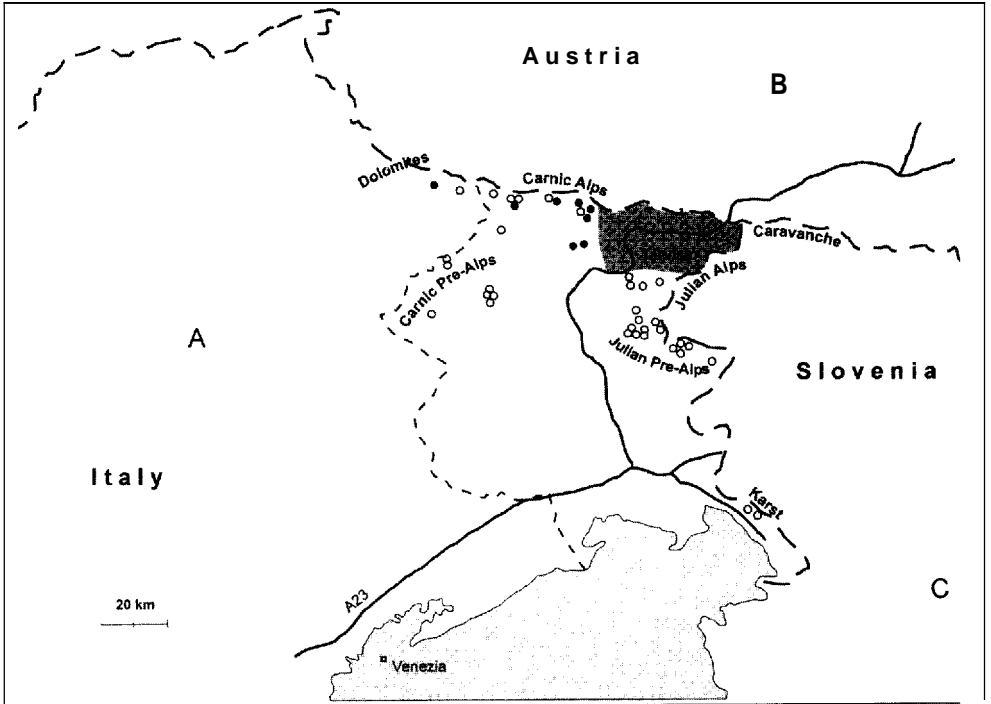 Austria
B
Dolomites
Carnic Alps
Caravanche
Carnic Pre-Alps
Julian Alps
A
Julian Pre-Alps
Slovenia
Italy
Karst
C
20 km
A23
Venezia